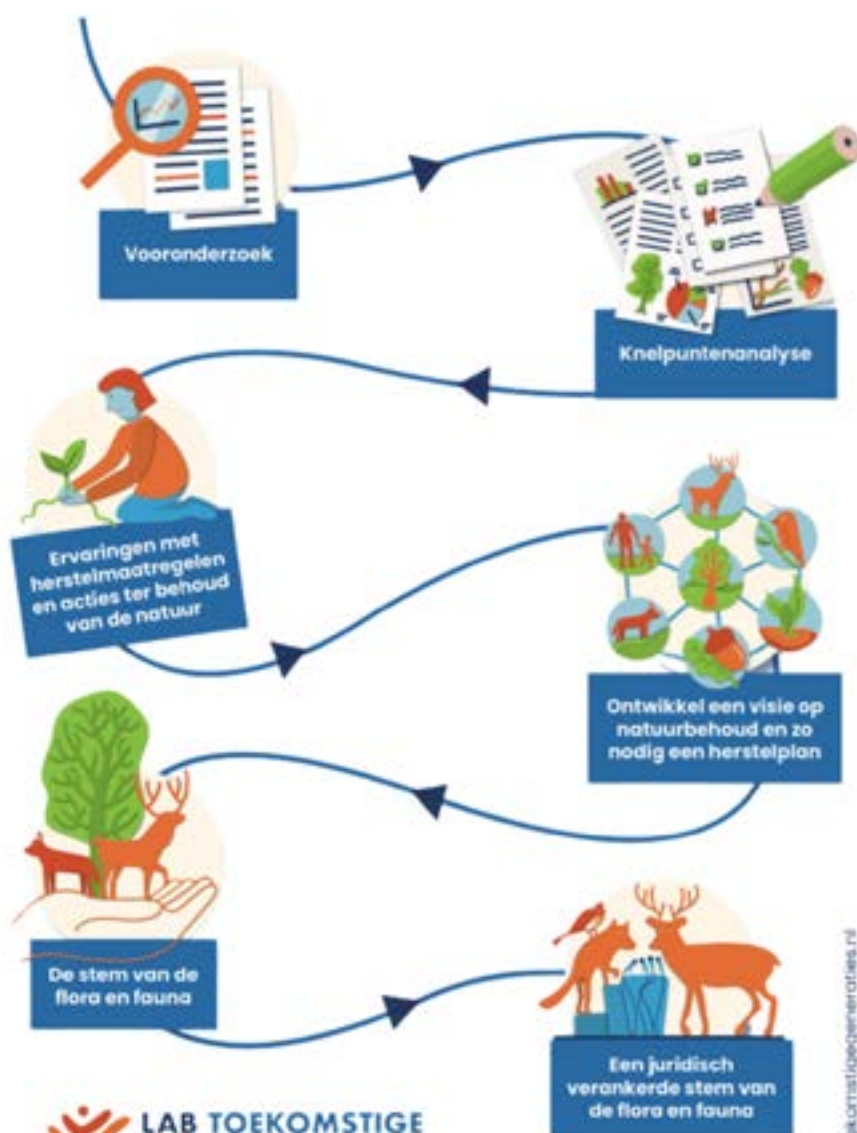 Vooronderzoek
Knelpuntenanalyse
Ervaringen met
herstelmaatregelen
en acties ter behoud
van de natuur
Ontwikkel een visie op
natuurbehoud en zo
nodig een herstelplan
De stem van de
flora en fauna
Een juridisch
verankerde stem van
de flora en fauna
LAB TOEKOMSTIGE